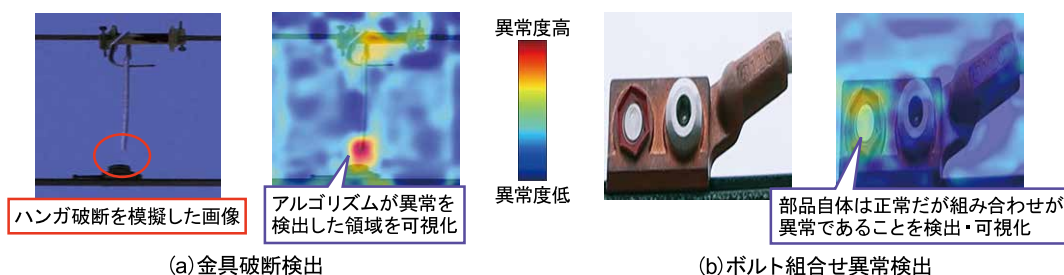 異常度高
異常度低
ハンガ破断を模擬した画像
アルゴリズムが異常を
検出した領域を可視化
(a)金具破断検出
部品自体は正常だが組み合わせが
異常であることを検出・可視化
(b)ボルト組合せ異常検出